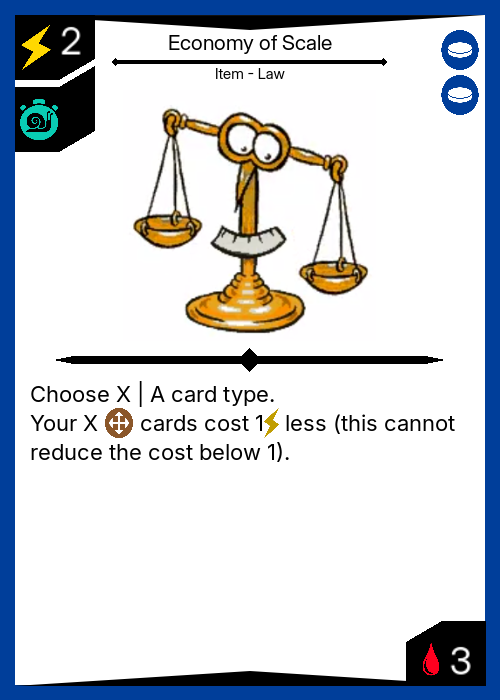 2
Economy of Scale
Item - Law
Choose X | A card type.
Your X cards cost 1 less (this cannot
reduce the cost below 1).
3